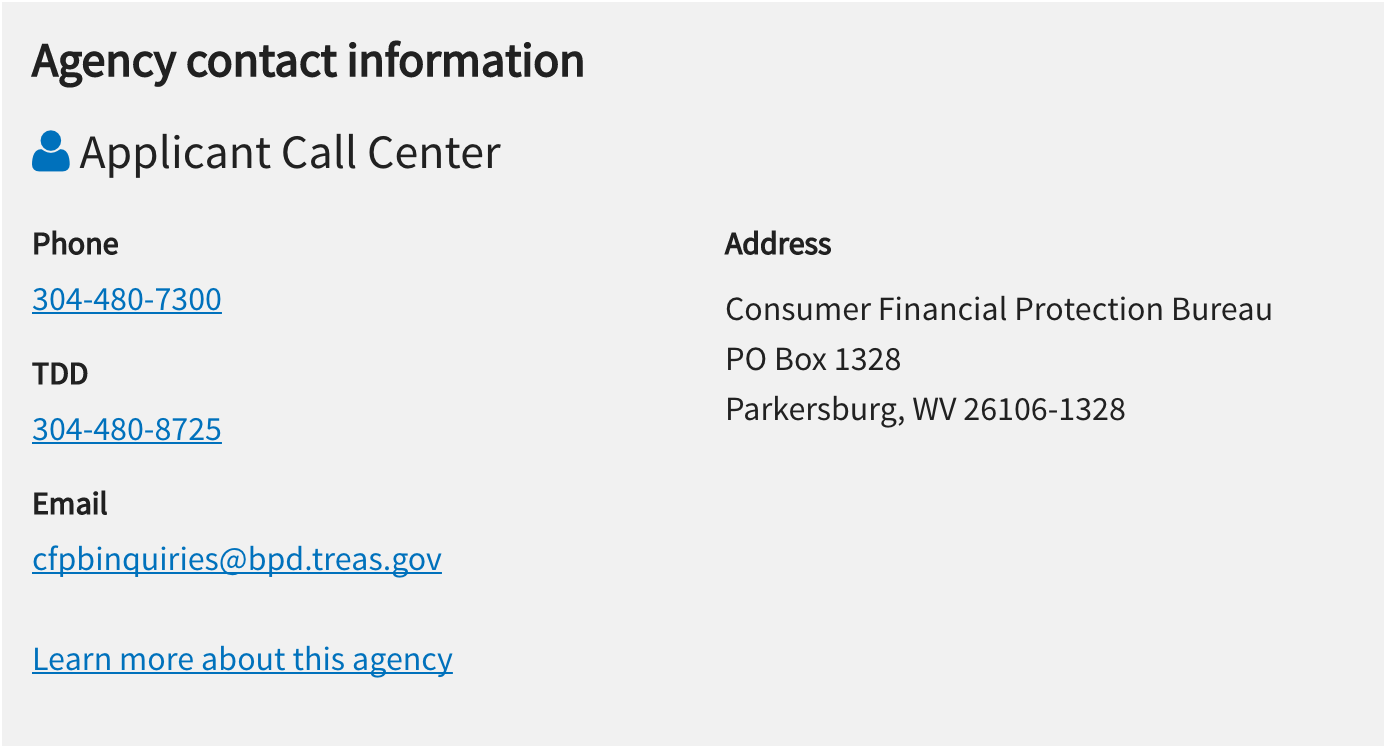 Agency contact information
Applicant Call Center
Phone
304-480-7300
TDD
304-480-8725
Email
cfpbinquiries@bpd.treas.gov
Learn more about this agency
Address
Consumer Financial Protection Bureau
PO Box 1328
Parkersburg, WV 26106-1328